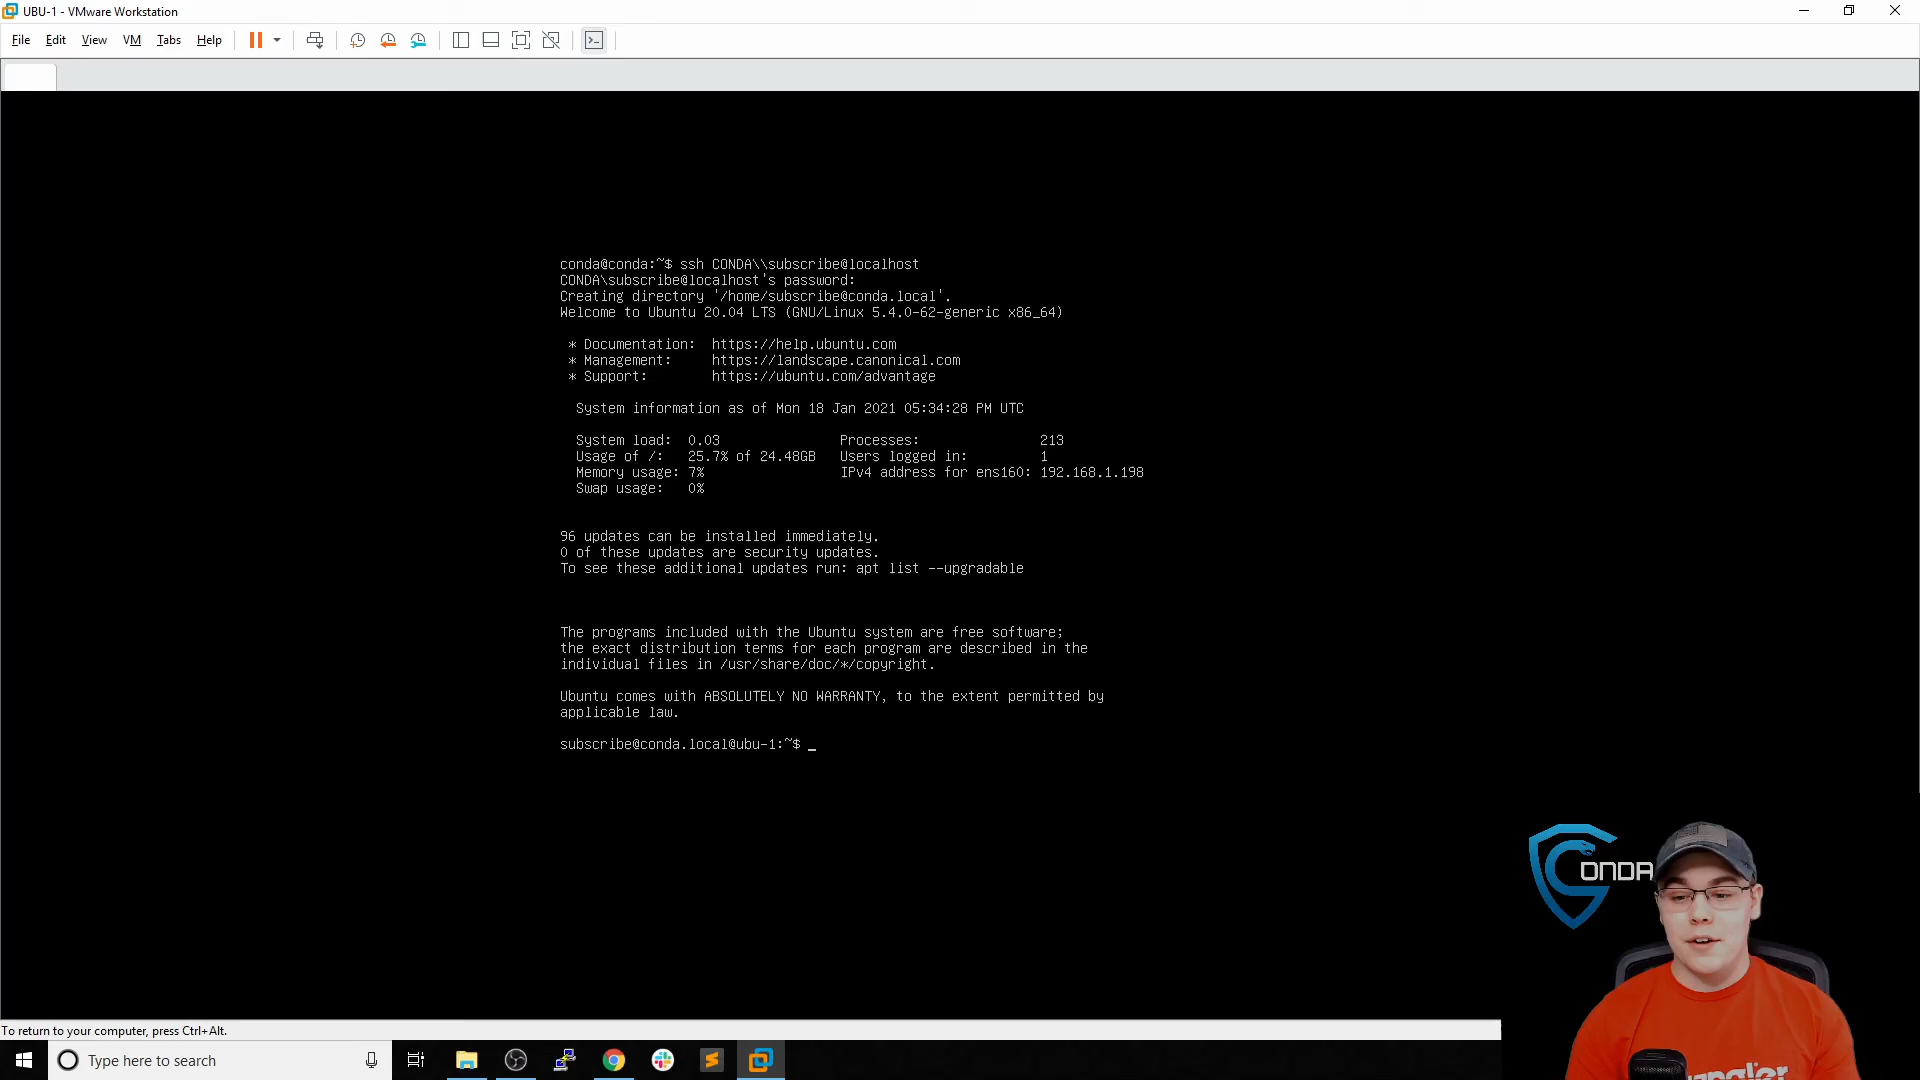 UBU-1 - VMware Workstation
File Edit View VM Tabs Help
conda@conda:~$ ssh CONDA\\subscribe@localhost
CONDA\subscribe@localhost's password:
Creating directory '/home/subscribe@conda.local'.
Welcome to Ubuntu 20.04 LTS (GNU/Linux 5.4.0-62-generic x86_64)
* Documentation: https://help.ubuntu.com
* Management: https://landscape.canonical.com
* Support: https://ubuntu.com/advantage
System information as of Mon 18 Jan 2021 05:34:28 PM UTC
System load: 0.03 Processes: 213
Usage of /: 25.7% of 24.48GB Users logged in: 1
Memory usage: 7% IPv4 address for ens160: 192.168.1.198
Swap usage: 0%
96 updates can be installed immediately.
0 of these updates are security updates.
To see these additional updates run: apt list --upgradable
The programs included with the Ubuntu system are free software;
the exact distribution terms for each program are described in the
individual files in /usr/share/doc/*/copyright.
Ubuntu comes with ABSOLUTELY NO WARRANTY, to the extent permitted by
applicable law.
subscribe@conda.local@ubu-1:~$ _
CONDA
To return to your computer, press Ctrl+Alt.
Type here to search